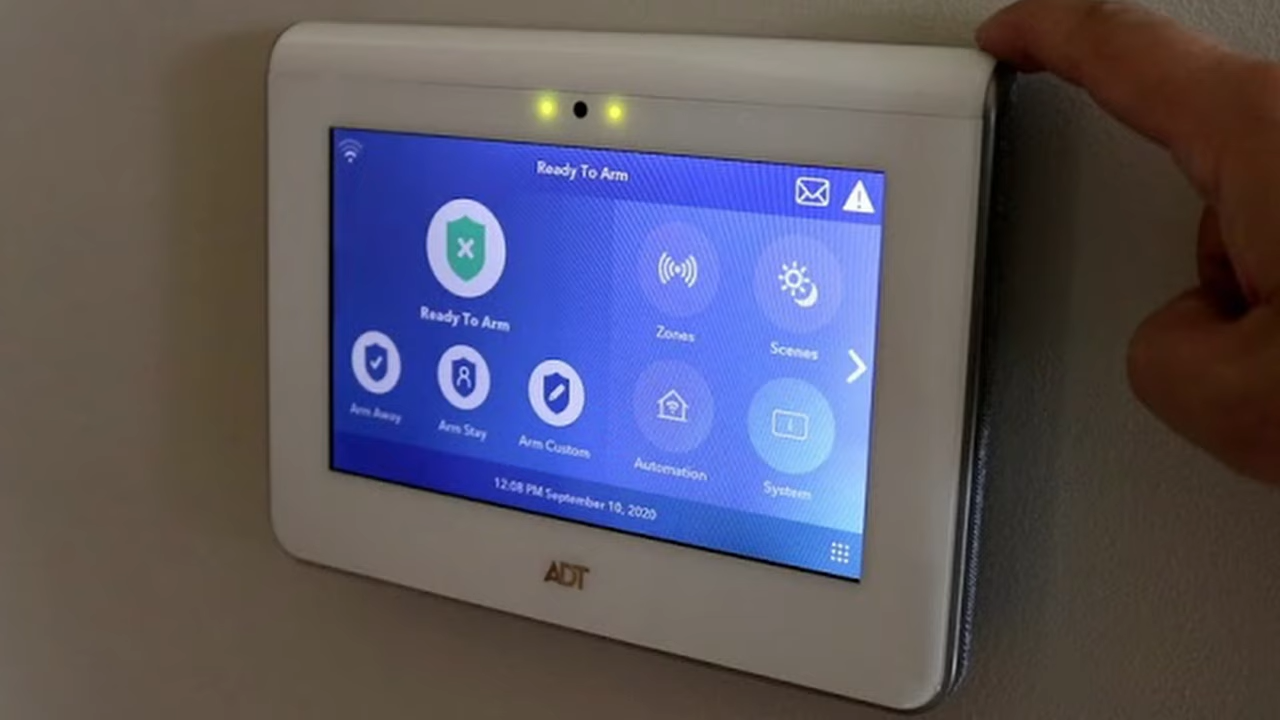 Ready To Arm
Ready To Arm
Arm Away
Arm Stay
Arm Custom
Zones
Scenes
Automation
System
12:08 PM September 10, 2020
ADT